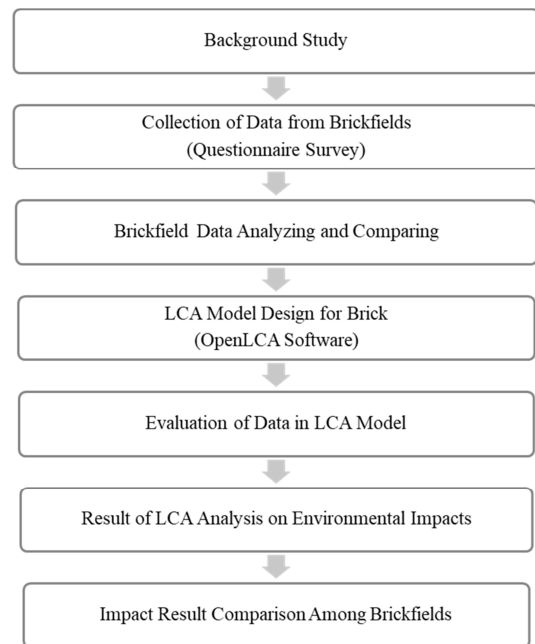 Background Study
Collection of Data from Brickfields
(Questionnaire Survey)
Brickfield Data Analyzing and Comparing
LCA Model Design for Brick
(OpenLCA Software)
Evaluation of Data in LCA Model
Result of LCA Analysis on Environmental Impacts
Impact Result Comparison Among Brickfields